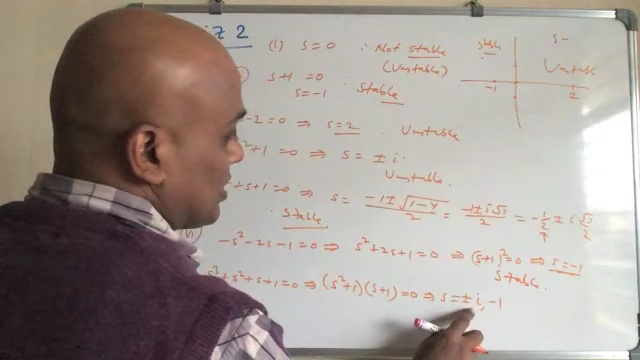 iz 2
(i) s=0 ∴ Not stable
(Unstable)
s+1 =0 ∴ Stable
s=-1
-2=0 ⇒ s=2 Unstable
²+1 =0 ⇒ s = ±i
Unstable.
+s+1=0 ⇒ s = (-1±√(1-4))/2 = (-1±i√3)/2 = -1/2 ± i √3/2
∴ Stable
(vi)
-s²-2s-1=0 ⇒ s²+2s+1=0 ⇒ (s+1)²=0 ⇒ s=-1
Stable.
s³+s²+s+1=0 ⇒ (s²+1)(s+1)=0 ⇒ s=±i, -1
stable
s-
Unstable
-1
2